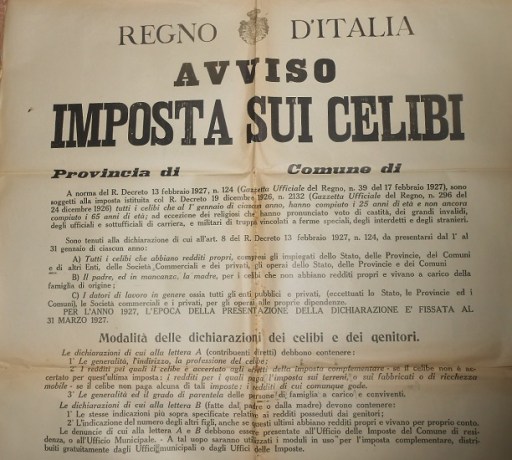 REGNO D'ITALIA
AVVISO
IMPOSTA SUI CELIBI
Provincia di Comune di
A norma del R. Decreto 13 febbraio 1927, n. 124 (Gazzetta Ufficiale del Regno, n. 39 del 17 febbraio 1927), sono
soggetti alla imposta istituita col R. Decreto 19 dicembre 1926, n. 2132 (Gazzetta Ufficiale del Regno, n. 296 del
24 dicembre 1926) tutti i celibi che al 1° gennaio di ciascun anno, hanno compiuto i 25 anni di età e non ancora
compiuto i 65 anni di età; ad eccezione dei religiosi che hanno pronunciato voto di castità, dei grandi invalidi,
degli ufficiali e sottufficiali di carriera, e militari di truppa vincolati a ferme speciali, degli interdetti e degli stranieri.
Sono tenuti alla dichiarazione di cui all'art. 8 del R. Decreto 13 febbraio 1927, n. 124, da presentarsi dal 1° al
31 gennaio di ciascun anno:
A) Tutti i celibi che abbiano redditi propri, compresi gli impiegati dello Stato, delle Provincie, dei Comuni
e di altri Enti, delle Società Commerciali e dei privati, gli operai dello Stato, delle Provincie e dei Comuni
B) Il padre, ed in mancanza, la madre, per i celibi che non abbiano redditi propri e vivano a carico della
famiglia di origine;
C) I datori di lavoro in genere ossia tutti gli enti pubblici e privati, (eccettuati lo Stato, le Provincie ed i
Comuni), le Società commerciali e i privati, per gli operai alle proprie dipendenze.
PER L'ANNO 1927, L'EPOCA DELLA PRESENTAZIONE DELLA DICHIARAZIONE E' FISSATA AL
31 MARZO 1927.
Modalità delle dichiarazioni dei celibi e dei genitori.
Le dichiarazioni di cui alla lettera A (contribuenti diretti) debbono contenere:
1° Le generalità, l'indirizzo, la professione del celibe;
2° I redditi pei quali il celibe è accertato agli effetti della imposta complementare - se il celibe non è ac-
certato per quest'ultima imposta: i redditi per i quali paga l'imposta sui terreni, o sui fabbricati o di ricchezza
mobile - se il celibe non paga alcuna di tali imposte: i redditi di cui comunque gode.
3° Le generalità ed il grado di parentela delle persone di famiglia a carico e conviventi.
Le dichiarazioni di cui alla lettera B (fatte dal padre o dalla madre) devono contenere:
1° Le stesse indicazioni più sopra specificate relative ai redditi posseduti dai genitori;
2° L'indicazione del numero degli altri figli, anche se questi ultimi abbiano redditi propri e vivano per proprio conto.
Le denuncie di cui alla lettera A e B debbono essere presentate all'Ufficio delle Imposte del Comune di resi-
denza, o all'Ufficio Municipale. - A tal uopo saranno utilizzati i moduli in uso per l'imposta complementare, distri-
buiti gratuitamente dagli Uffici municipali o dagli Uffici delle Imposte.